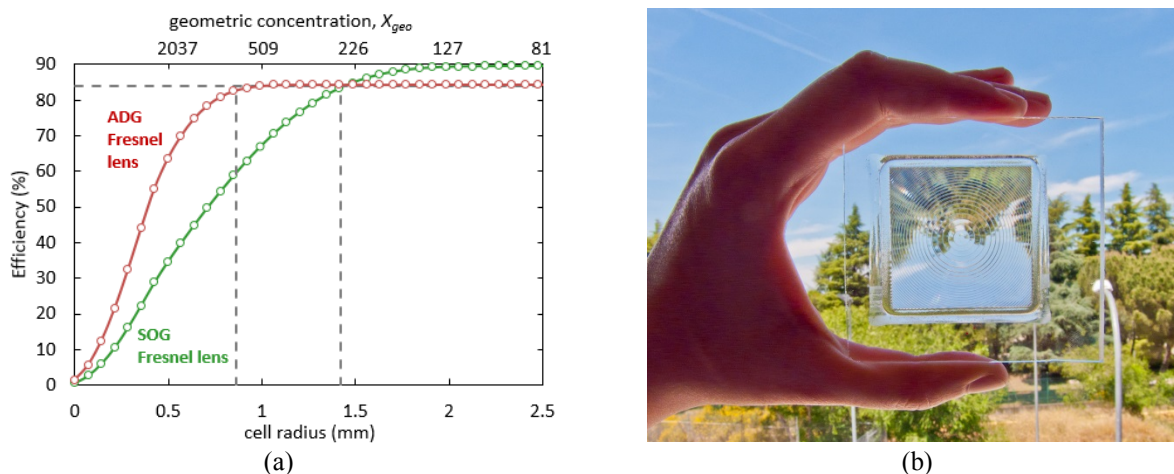 geometric concentration, Xgeo
2037 509 226 127 81
90
80
70
60
50
40
30
20
10
0
Efficiency (%)
ADG
Fresnel
lens
SOG
Fresnel lens
0 0.5 1 1.5 2 2.5
cell radius (mm)
(a) (b)